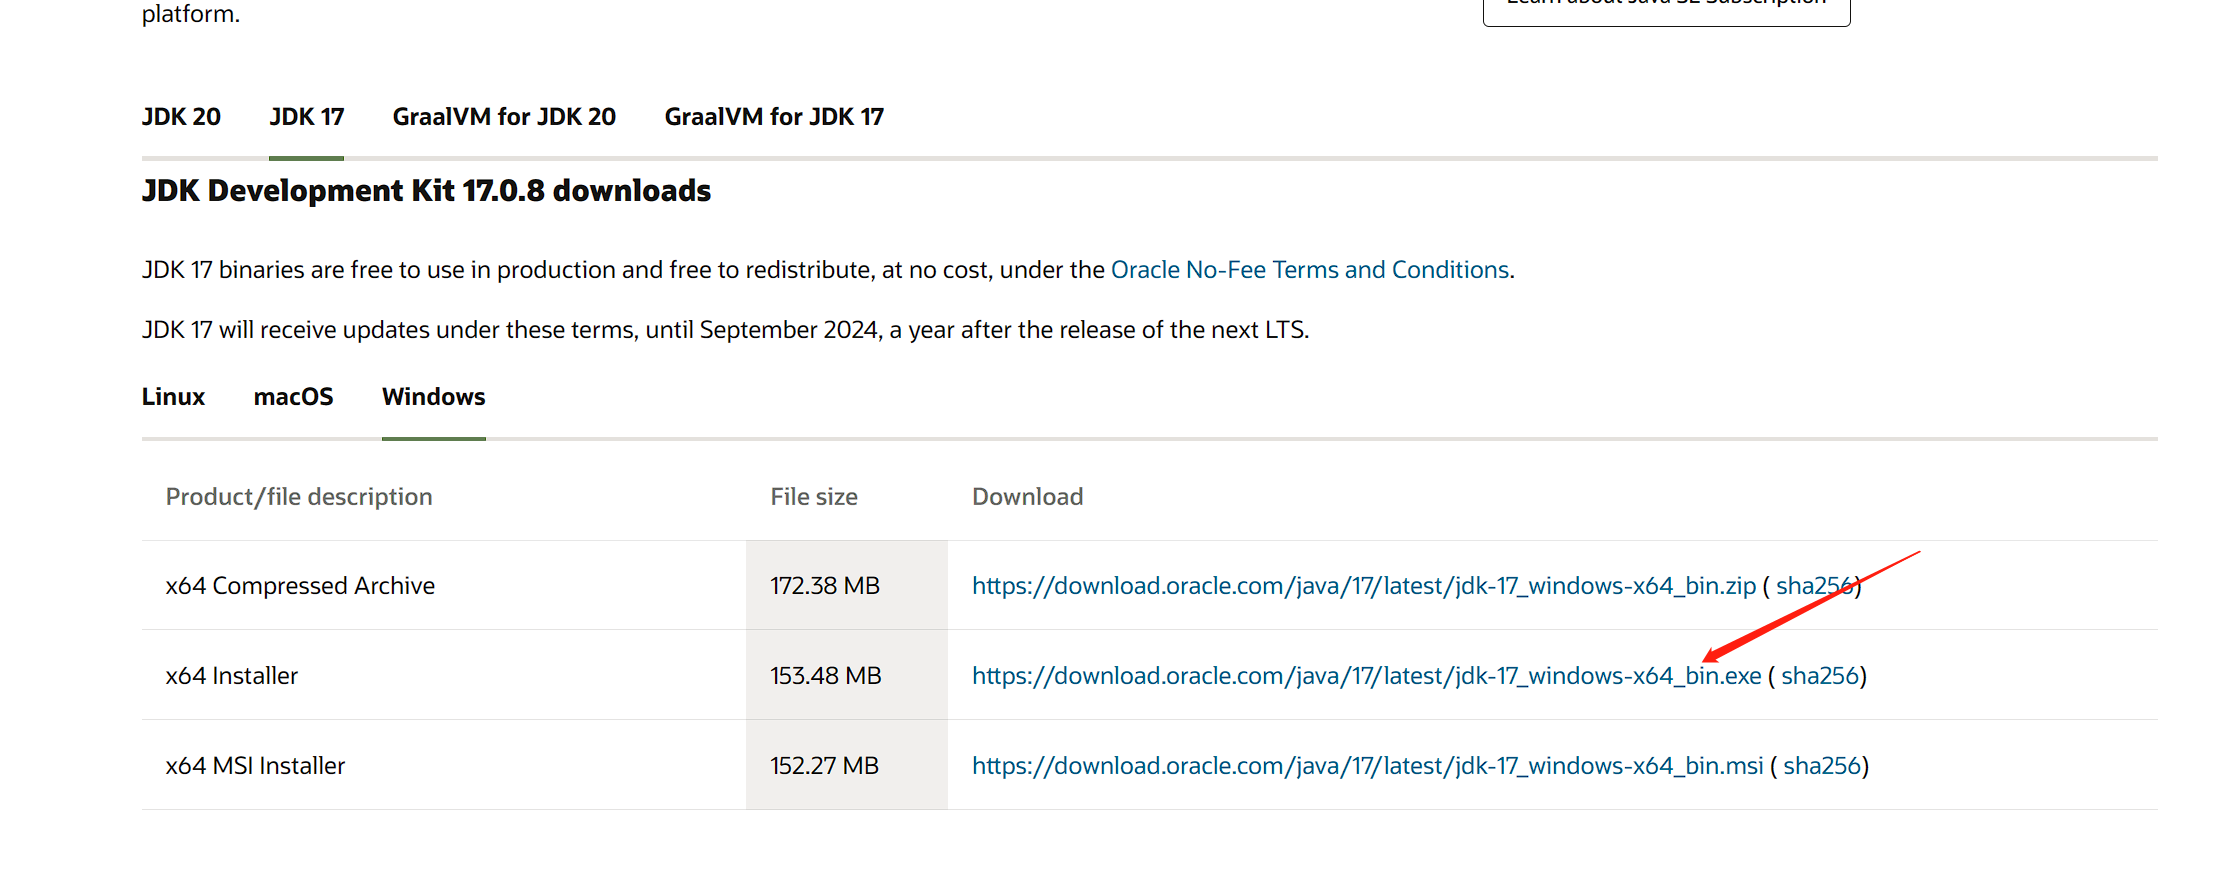 platform.
Learn about Java SE Subscription
JDK 20 JDK 17 GraalVM for JDK 20 GraalVM for JDK 17
JDK Development Kit 17.0.8 downloads
JDK 17 binaries are free to use in production and free to redistribute, at no cost, under the Oracle No-Fee Terms and Conditions.
JDK 17 will receive updates under these terms, until September 2024, a year after the release of the next LTS.
Linux macOS Windows
Product/file description File size Download
x64 Compressed Archive 172.38 MB https://download.oracle.com/java/17/latest/jdk-17_windows-x64_bin.zip ( sha256)
x64 Installer 153.48 MB https://download.oracle.com/java/17/latest/jdk-17_windows-x64_bin.exe ( sha256)
x64 MSI Installer 152.27 MB https://download.oracle.com/java/17/latest/jdk-17_windows-x64_bin.msi ( sha256)